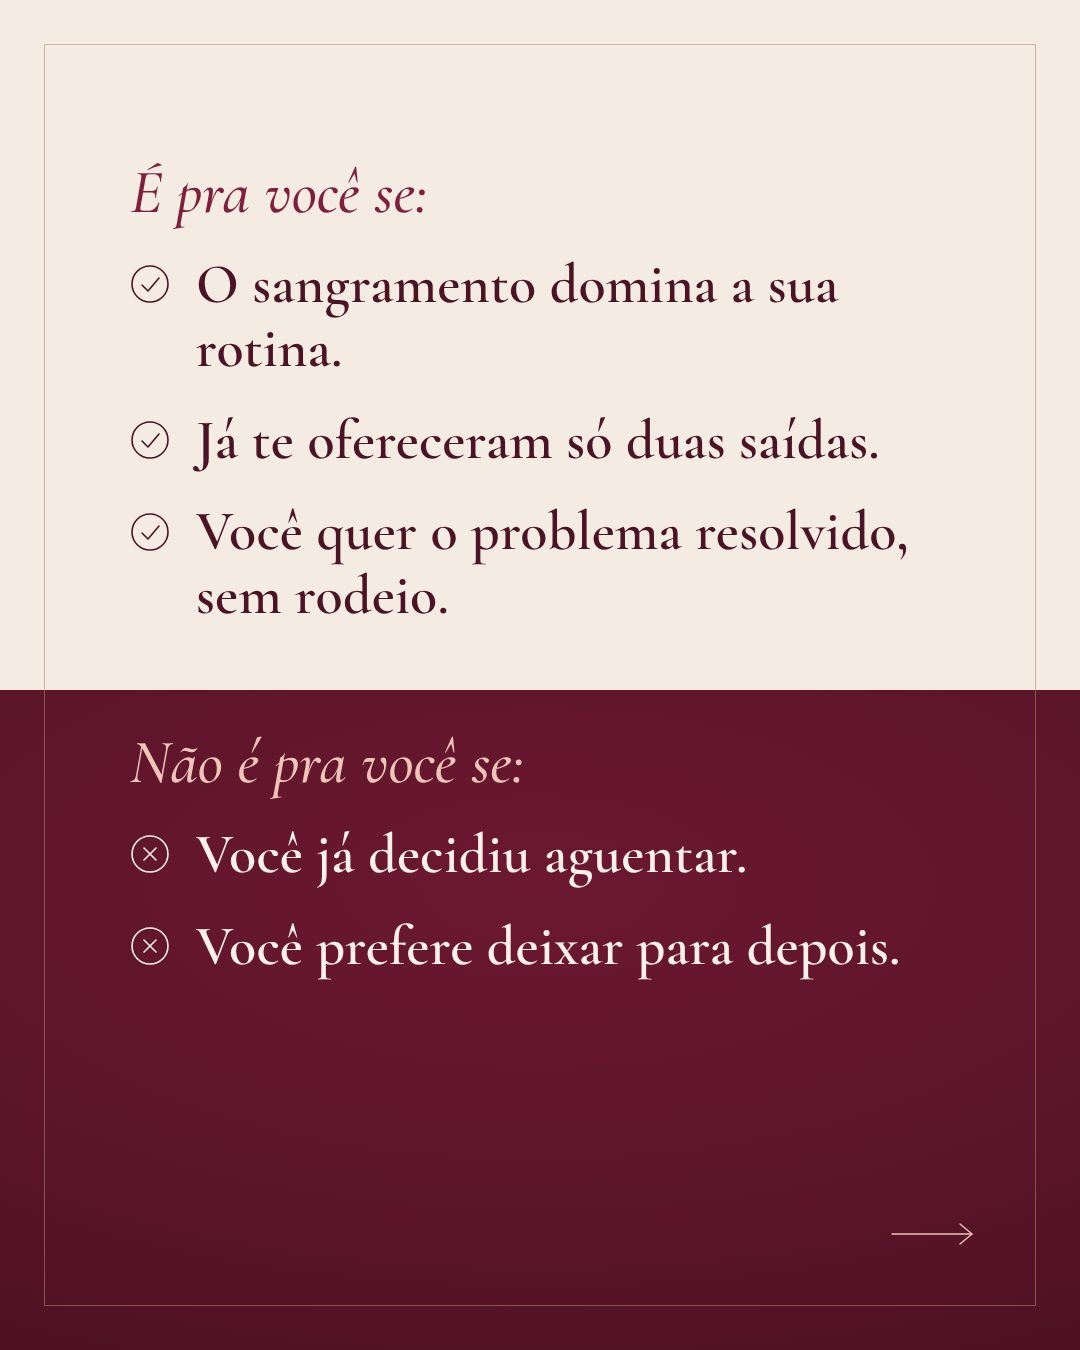 É pra você se:
O sangramento domina a sua
rotina.
Já te ofereceram só duas saídas.
Você quer o problema resolvido,
sem rodeio.
Não é pra você se:
Você já decidiu aguentar.
Você prefere deixar para depois.